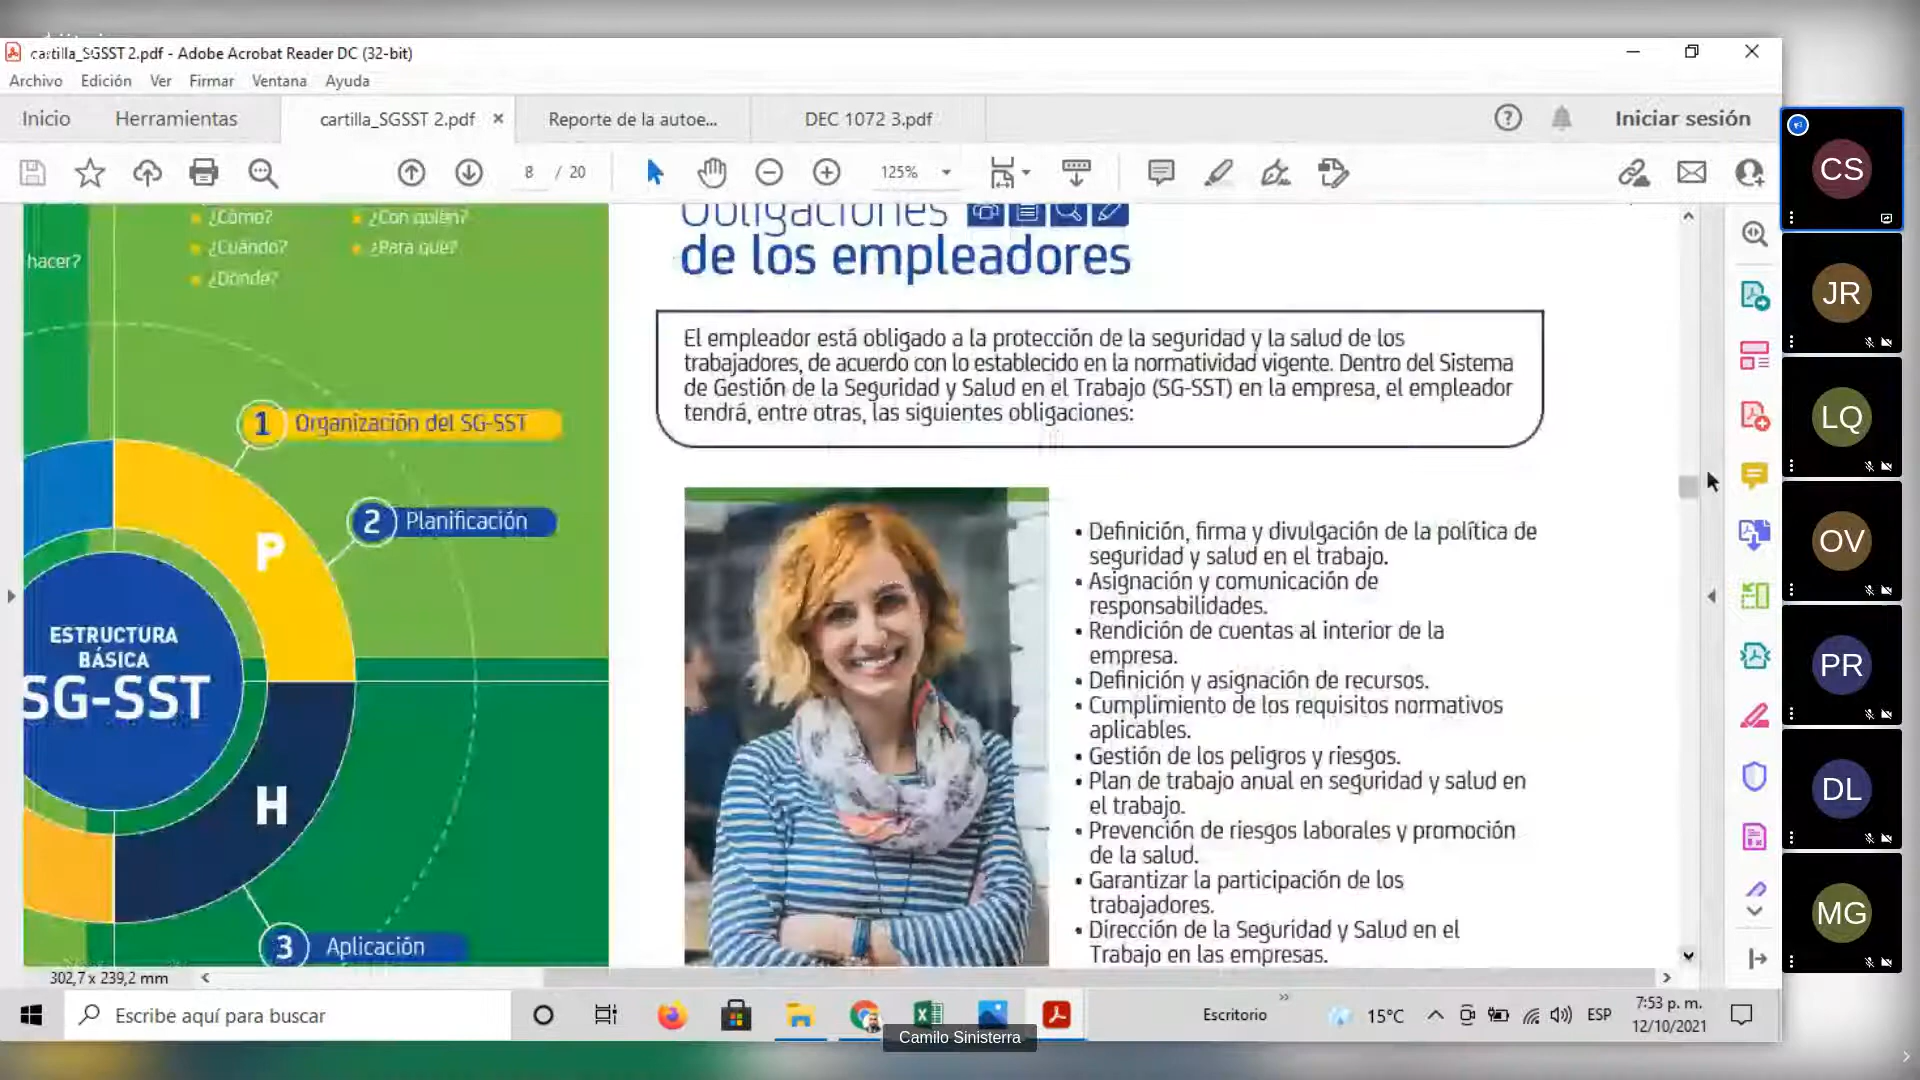 cartilla_SGSST 2.pdf - Adobe Acrobat Reader DC (32-bit)
Archivo Edición Ver Firmar Ventana Ayuda
Inicio Herramientas cartilla_SGSST 2.pdf × Reporte de la autoe... DEC 1072 3.pdf Iniciar sesión
8 / 20 125%
¿Cómo? ¿Con quién?
¿Cuándo? ¿Para qué?
hacer?
¿Dónde?
1 Organización del SG-SST
2 Planificación
P
ESTRUCTURA
BÁSICA
SG-SST
H
3 Aplicación
Obligaciones
de los empleadores
El empleador está obligado a la protección de la seguridad y la salud de los
trabajadores, de acuerdo con lo establecido en la normatividad vigente. Dentro del Sistema
de Gestión de la Seguridad y Salud en el Trabajo (SG-SST) en la empresa, el empleador
tendrá, entre otras, las siguientes obligaciones:
• Definición, firma y divulgación de la política de
seguridad y salud en el trabajo.
• Asignación y comunicación de
responsabilidades.
• Rendición de cuentas al interior de la
empresa.
• Definición y asignación de recursos.
• Cumplimiento de los requisitos normativos
aplicables.
• Gestión de los peligros y riesgos.
• Plan de trabajo anual en seguridad y salud en
el trabajo.
• Prevención de riesgos laborales y promoción
de la salud.
• Garantizar la participación de los
trabajadores.
• Dirección de la Seguridad y Salud en el
Trabajo en las empresas.
302,7 x 239,2 mm
Escribe aquí para buscar
Escritorio
15°C
ESP
7:53 p. m.
12/10/2021
Camilo Sinisterra
CS
JR
LQ
OV
PR
DL
MG